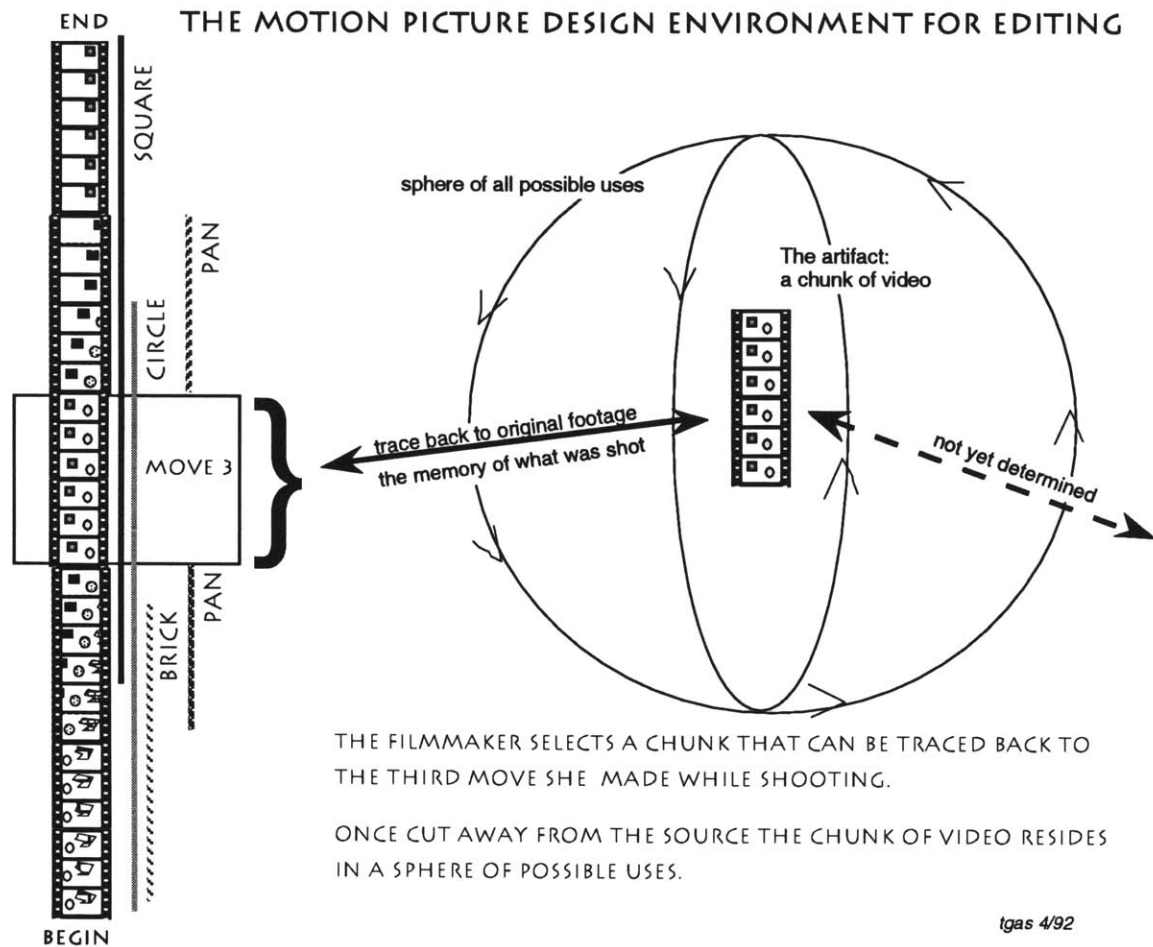 END
THE MOTION PICTURE DESIGN ENVIRONMENT FOR EDITING
SQUARE
sphere of all possible uses
PAN
The artifact:
a chunk of video
CIRCLE
trace back to original footage
the memory of what was shot
MOVE 3
not yet determined
PAN
BRICK
THE FILMMAKER SELECTS A CHUNK THAT CAN BE TRACED BACK TO
THE THIRD MOVE SHE MADE WHILE SHOOTING.
ONCE CUT AWAY FROM THE SOURCE THE CHUNK OF VIDEO RESIDES
IN A SPHERE OF POSSIBLE USES.
tgas 4/92
BEGIN